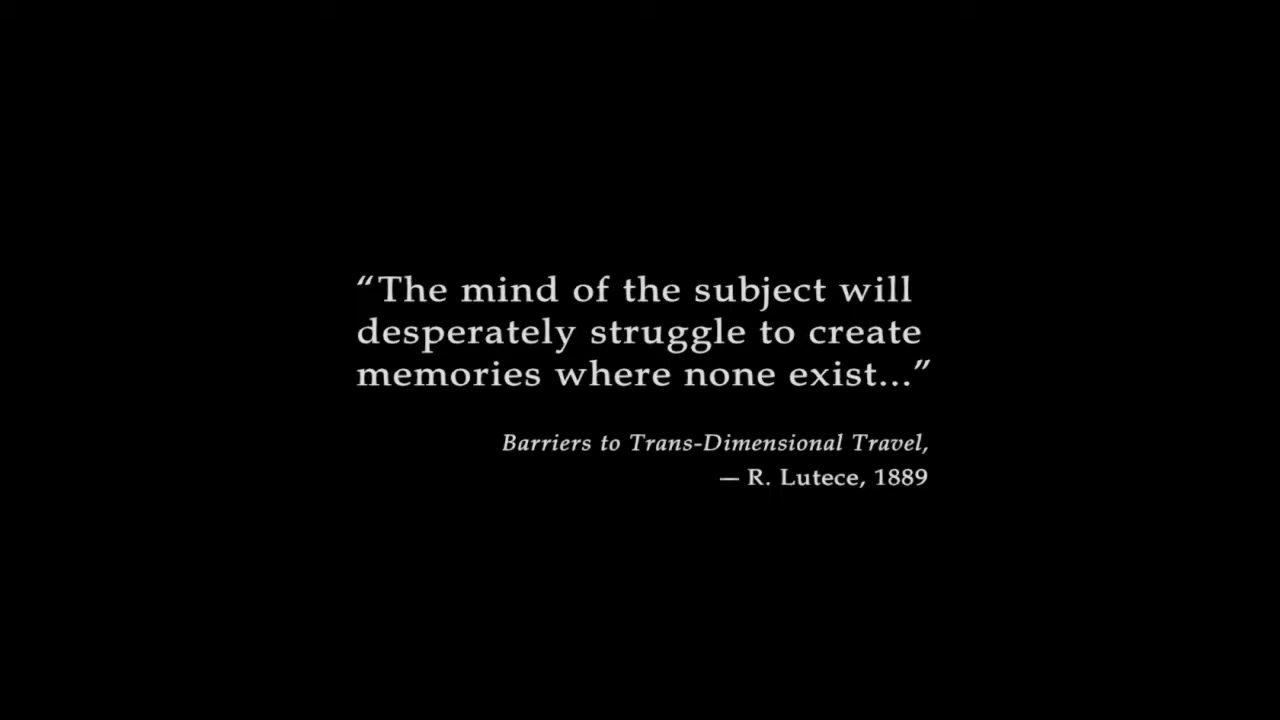 “The mind of the subject will
desperately struggle to create
memories where none exist...”
Barriers to Trans-Dimensional Travel,
— R. Lutece, 1889